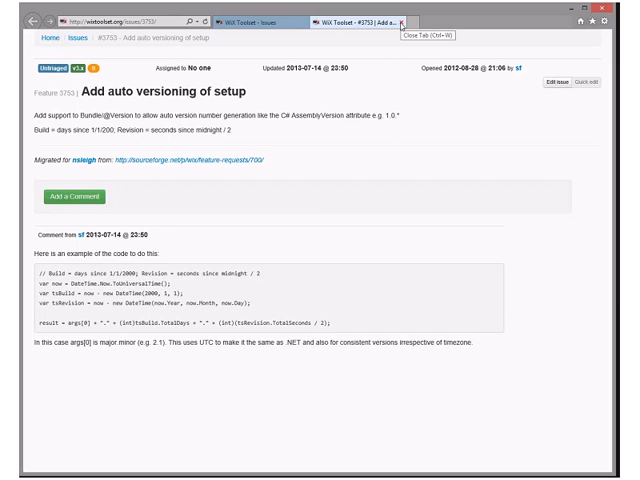 http://wixtoolset.org/issues/3753/
WiX Toolset - Issues
WiX Toolset - #3753 | Add a...
Close Tab (Ctrl+W)
Home / Issues / #3753 - Add auto versioning of setup
Untriaged v3.x 0
Assigned to No one
Updated 2013-07-14 @ 23:50
Opened 2012-08-28 @ 21:06 by sf
Edit issue Quick edit
Feature 3753 | Add auto versioning of setup
Add support to Bundle/@Version to allow auto version number generation like the C# AssemblyVersion attribute e.g. 1.0.*
Build = days since 1/1/200; Revision = seconds since midnight / 2
Migrated for nsleigh from: http://sourceforge.net/p/wix/feature-requests/700/
Add a Comment
Comment from sf 2013-07-14 @ 23:50
Here is an example of the code to do this:
// Build = days since 1/1/2000; Revision = seconds since midnight / 2
var now = DateTime.Now.ToUniversalTime();
var tsBuild = now - new DateTime(2000, 1, 1);
var tsRevision = now - new DateTime(now.Year, now.Month, now.Day);
result = args[0] + "." + (int)tsBuild.TotalDays + "." + (int)(tsRevision.TotalSeconds / 2);
In this case args[0] is major.minor (e.g. 2.1). This uses UTC to make it the same as .NET and also for consistent versions irrespective of timezone.